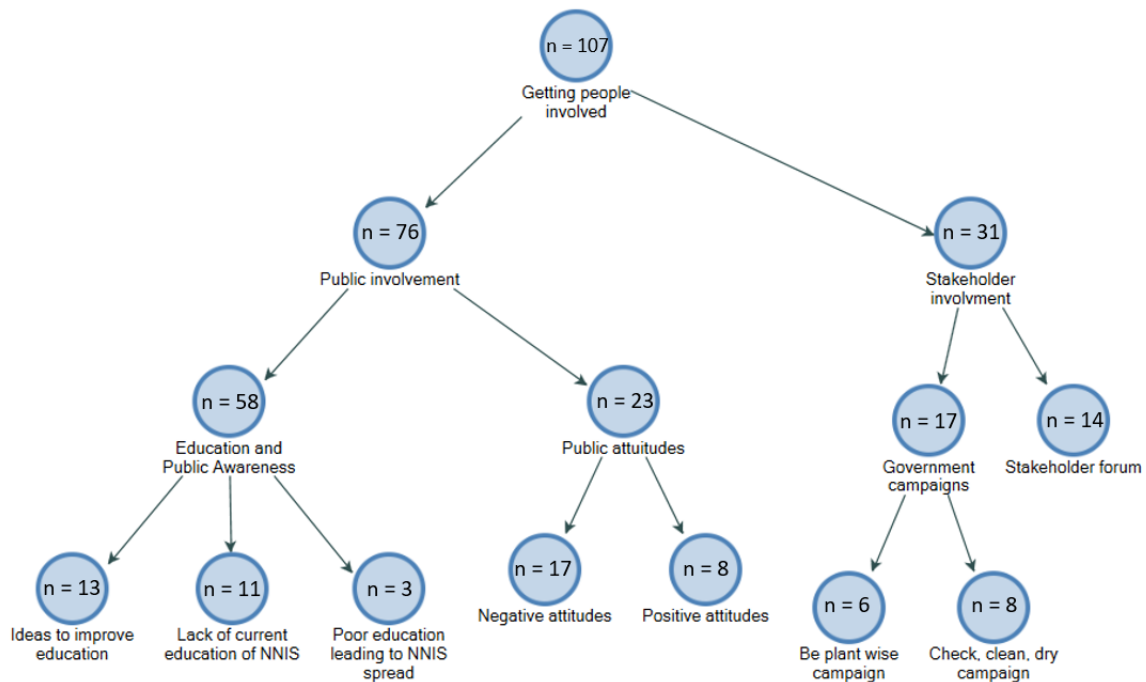 n = 107
Getting people
involved
n = 76
Public involvement
n = 31
Stakeholder
involvment
n = 58
Education and
Public Awareness
n = 23
Public attuitudes
n = 17
Government
campaigns
n = 14
Stakeholder forum
n = 13
Ideas to improve
education
n = 11
Lack of current
education of NNIS
n = 3
Poor education
leading to NNIS
spread
n = 17
Negative attitudes
n = 8
Positive attitudes
n = 6
Be plant wise
campaign
n = 8
Check, clean, dry
campaign